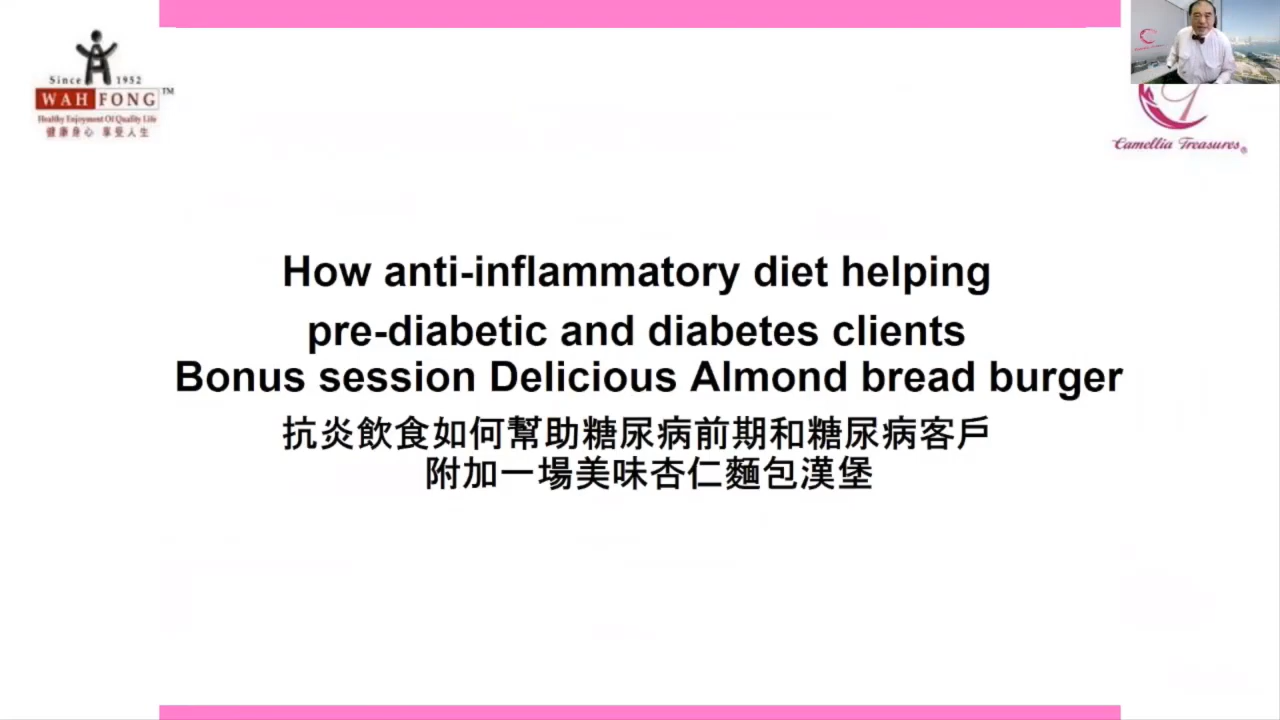 Since 1952
WAH FONG TM
Healthy Enjoyment Of Quality Life
健康身心 享受人生
Camellia Treasures®
How anti-inflammatory diet helping
pre-diabetic and diabetes clients
Bonus session Delicious Almond bread burger
抗炎飲食如何幫助糖尿病前期和糖尿病客戶
附加一場美味杏仁麵包漢堡